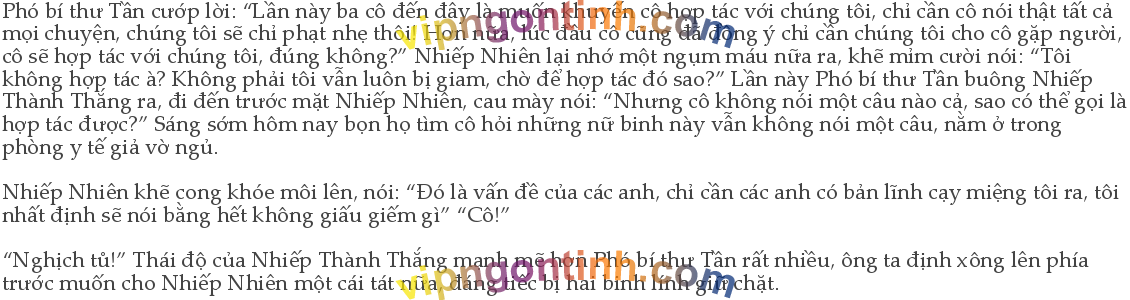 Phó bí thư Tần cướp lời: “Lần này ba cô đến đây là muốn khuyên cô hợp tác với chúng tôi, chỉ cần cô nói thật tất cả
mọi chuyện, chúng tôi sẽ chỉ phạt nhẹ thôi! Hơn nữa, lúc đầu cô cũng đã đồng ý chỉ cần chúng tôi cho cô gặp người,
cô sẽ hợp tác với chúng tôi, đúng không?” Nhiếp Nhiên lại nhớ một ngụm máu nữa ra, khẽ mỉm cười nói: “Tôi
không hợp tác à? Không phải tôi vẫn luôn bị giam, chờ để hợp tác đó sao?” Lần này Phó bí thư Tần buông Nhiếp
Thành Thắng ra, đi đến trước mặt Nhiếp Nhiên, cau mày nói: “Nhưng cô không nói một câu nào cả, sao có thể gọi là
hợp tác được?” Sáng sớm hôm nay bọn họ tìm cô hỏi những nữ binh này vẫn không nói một câu, nằm ở trong
phòng y tế giả vờ ngủ.
Nhiếp Nhiên khẽ cong khóe môi lên, nói: “Đó là vấn đề của các anh, chỉ cần các anh có bản lĩnh cạy miệng tôi ra, tôi
nhất định sẽ nói bằng hết không giấu giếm gì” “Cô!”
“Nghịch tủ!” Thái độ của Nhiếp Thành Thắng mạnh mẽ hơn Phó bí thư Tần rất nhiều, ông ta định xông lên phía
trước muốn cho Nhiếp Nhiên một cái tát nữa, đáng tiếc bị hai binh lính giữ chặt.
vipngontinh.com
vipngontinh.com